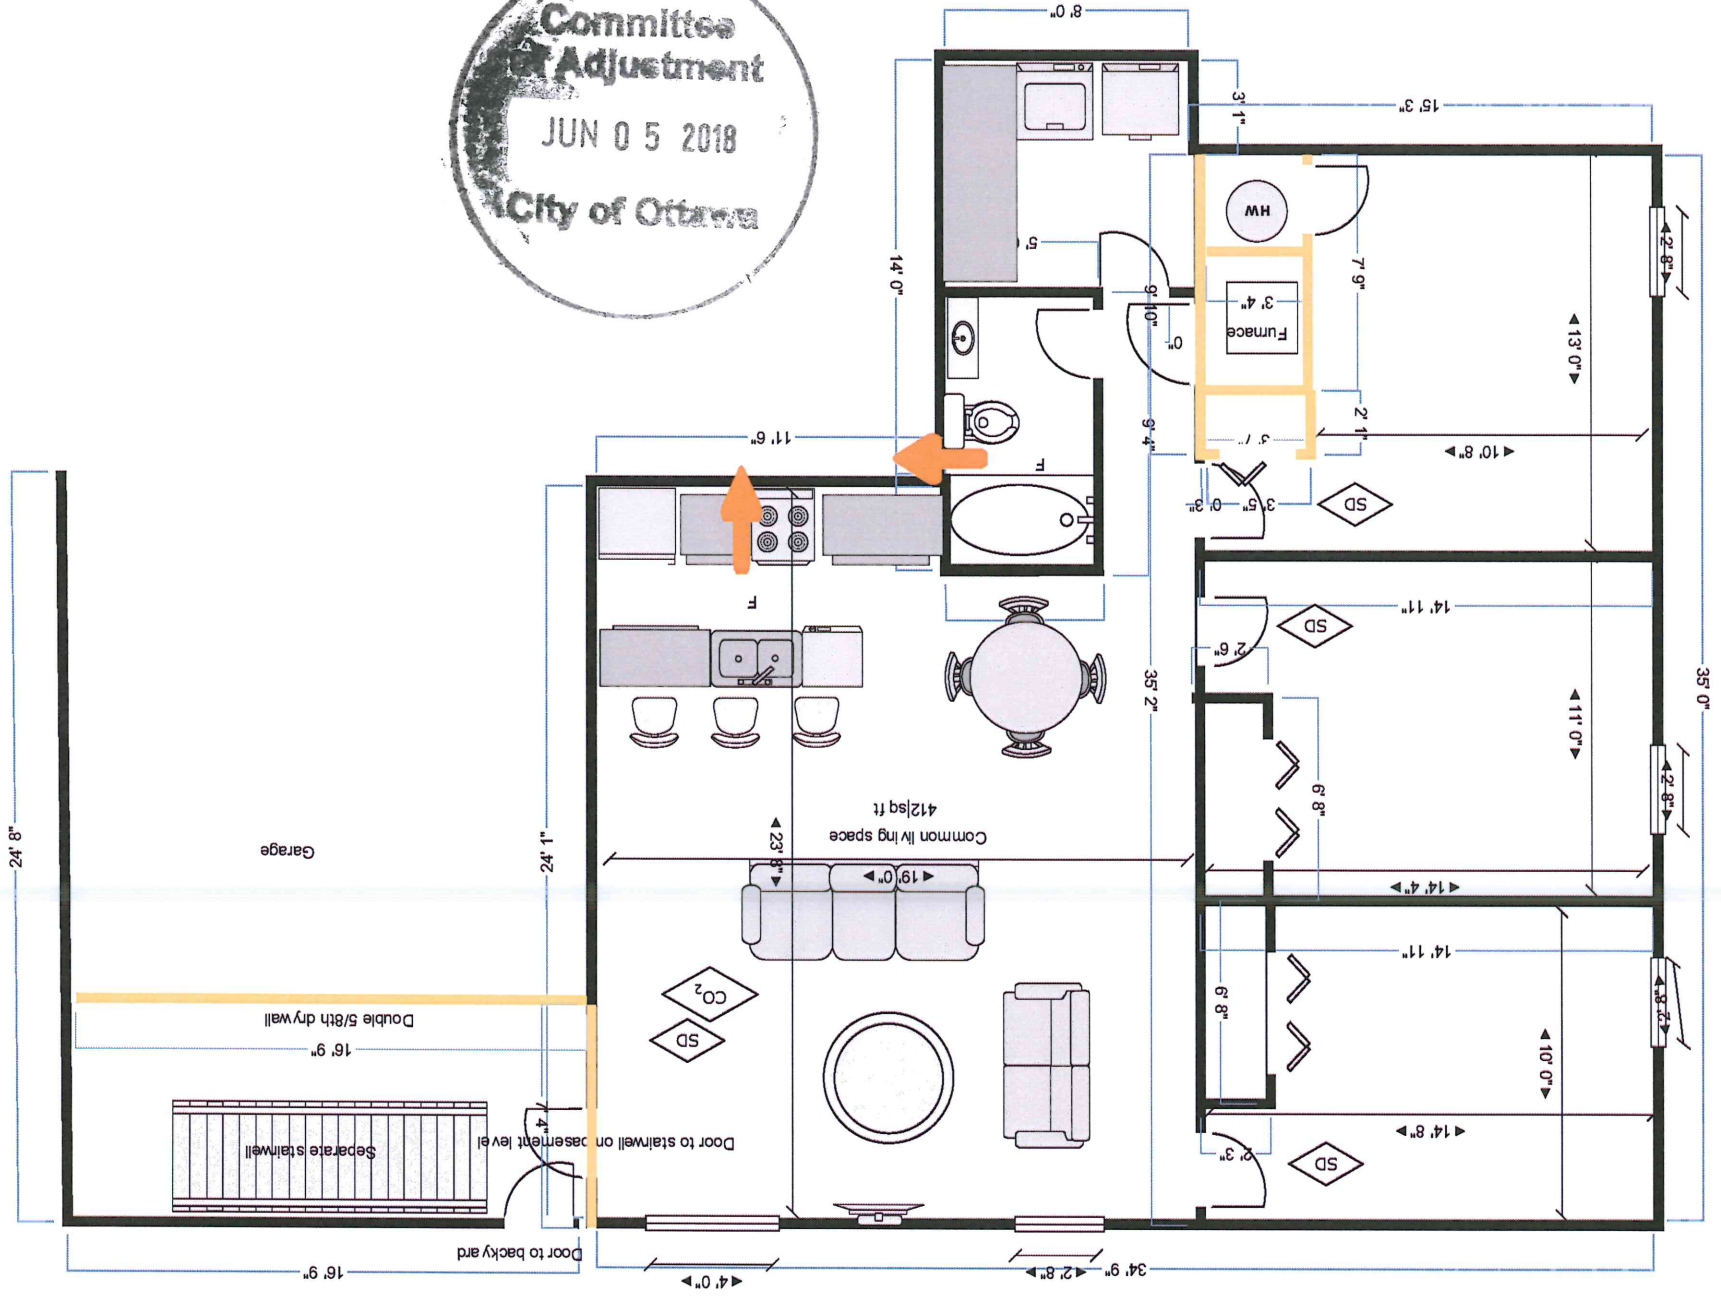 Committee
of Adjustment
JUN 05 2018
City of Ottawa
8' 0"
15' 3"
3' 1"
14' 0"
HW
7' 9"
2' 8"
5'
9' 10"
3' 4"
Furnace
0"
13' 0"
11' 6"
9' 4"
2' 1"
10' 8"
F
3' 5"
SD
14' 11"
F
SD
2' 6"
35' 2"
35' 0"
11' 0"
2' 8"
6' 8"
Common living space
412 sq ft
23' 8"
19' 0"
14' 4"
24' 8"
Garage
24' 1"
14' 11"
CO2
SD
6' 8"
2' 8"
10' 0"
Double 5/8th drywall
16' 9"
Separate stairwell
Door to stairwell on basement level
14' 8"
2' 3"
SD
Door to backyard
16' 9"
4' 0"
2' 8"
34' 9"